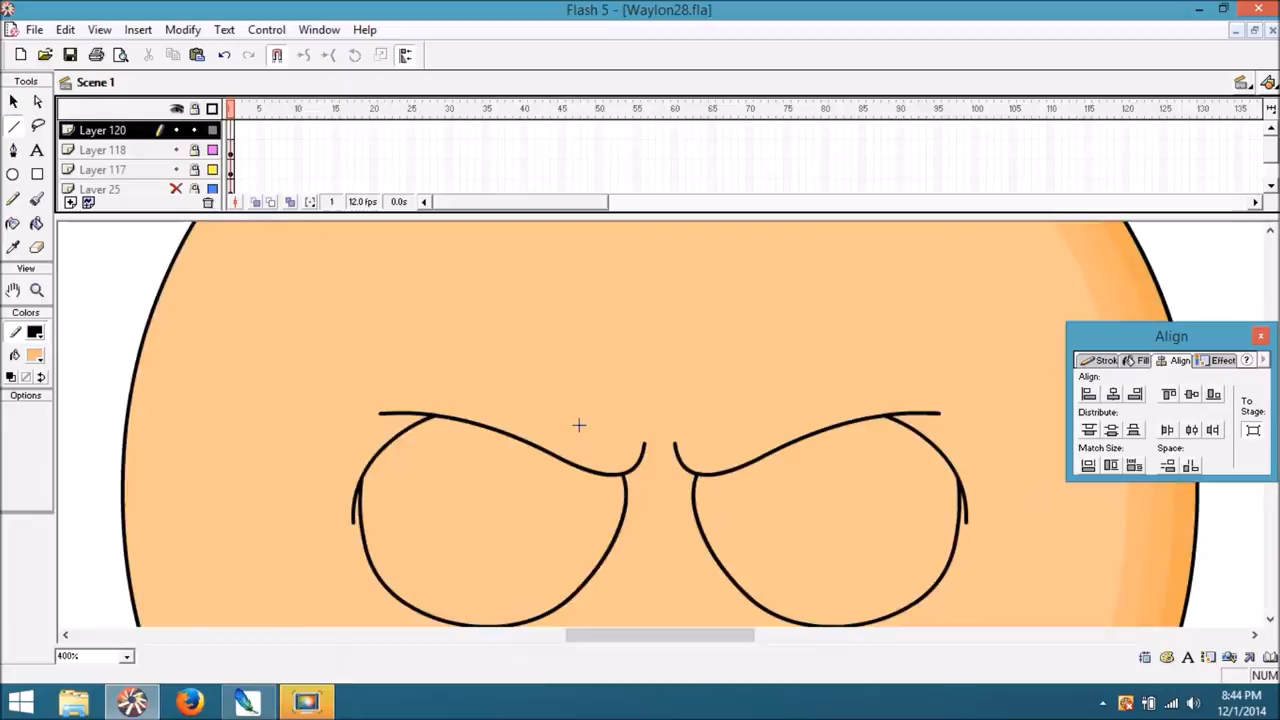 Flash 5 - [Waylon28.fla]
File Edit View Insert Modify Text Control Window Help
Tools
Scene 1
5 10 15 20 25 30 35 40 45 50 55 60 65 70 75 80 85 90 95 100 105 110 115 120 125 130 135
Layer 120
Layer 118
Layer 117
Layer 25
1 12.0 fps 0.0s
View
Colors
Options
Align
Strok Fill Align Effect ?
Align:
To
Stage:
Distribute:
Match Size: Space:
400%
NUM
8:44 PM
12/1/2014